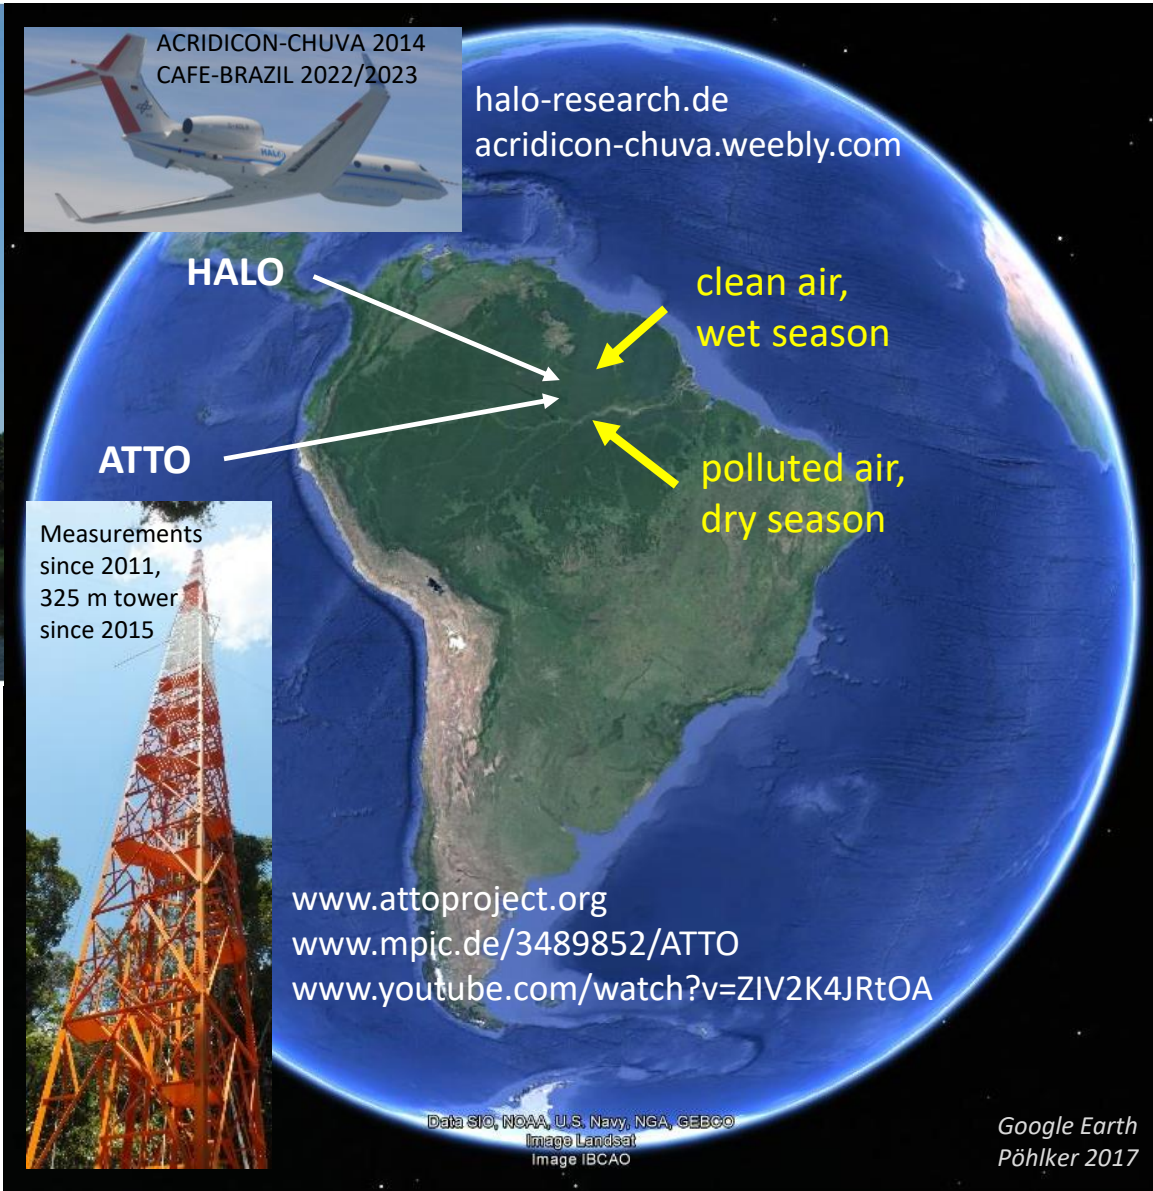 ACRIDICON-CHUVA 2014
CAFE-BRAZIL 2022/2023
HALO
halo-research.de
acridicon-chuva.weebly.com
HALO
clean air,
wet season
ATTO
polluted air,
dry season
Measurements
since 2011,
325 m tower
since 2015
www.attoproject.org
www.mpic.de/3489852/ATTO
www.youtube.com/watch?v=ZIV2K4JRtOA
Data SIO, NOAA, U.S. Navy, NGA, GEBCO
Image Landsat
Image IBCAO
Google Earth
Pöhlker 2017